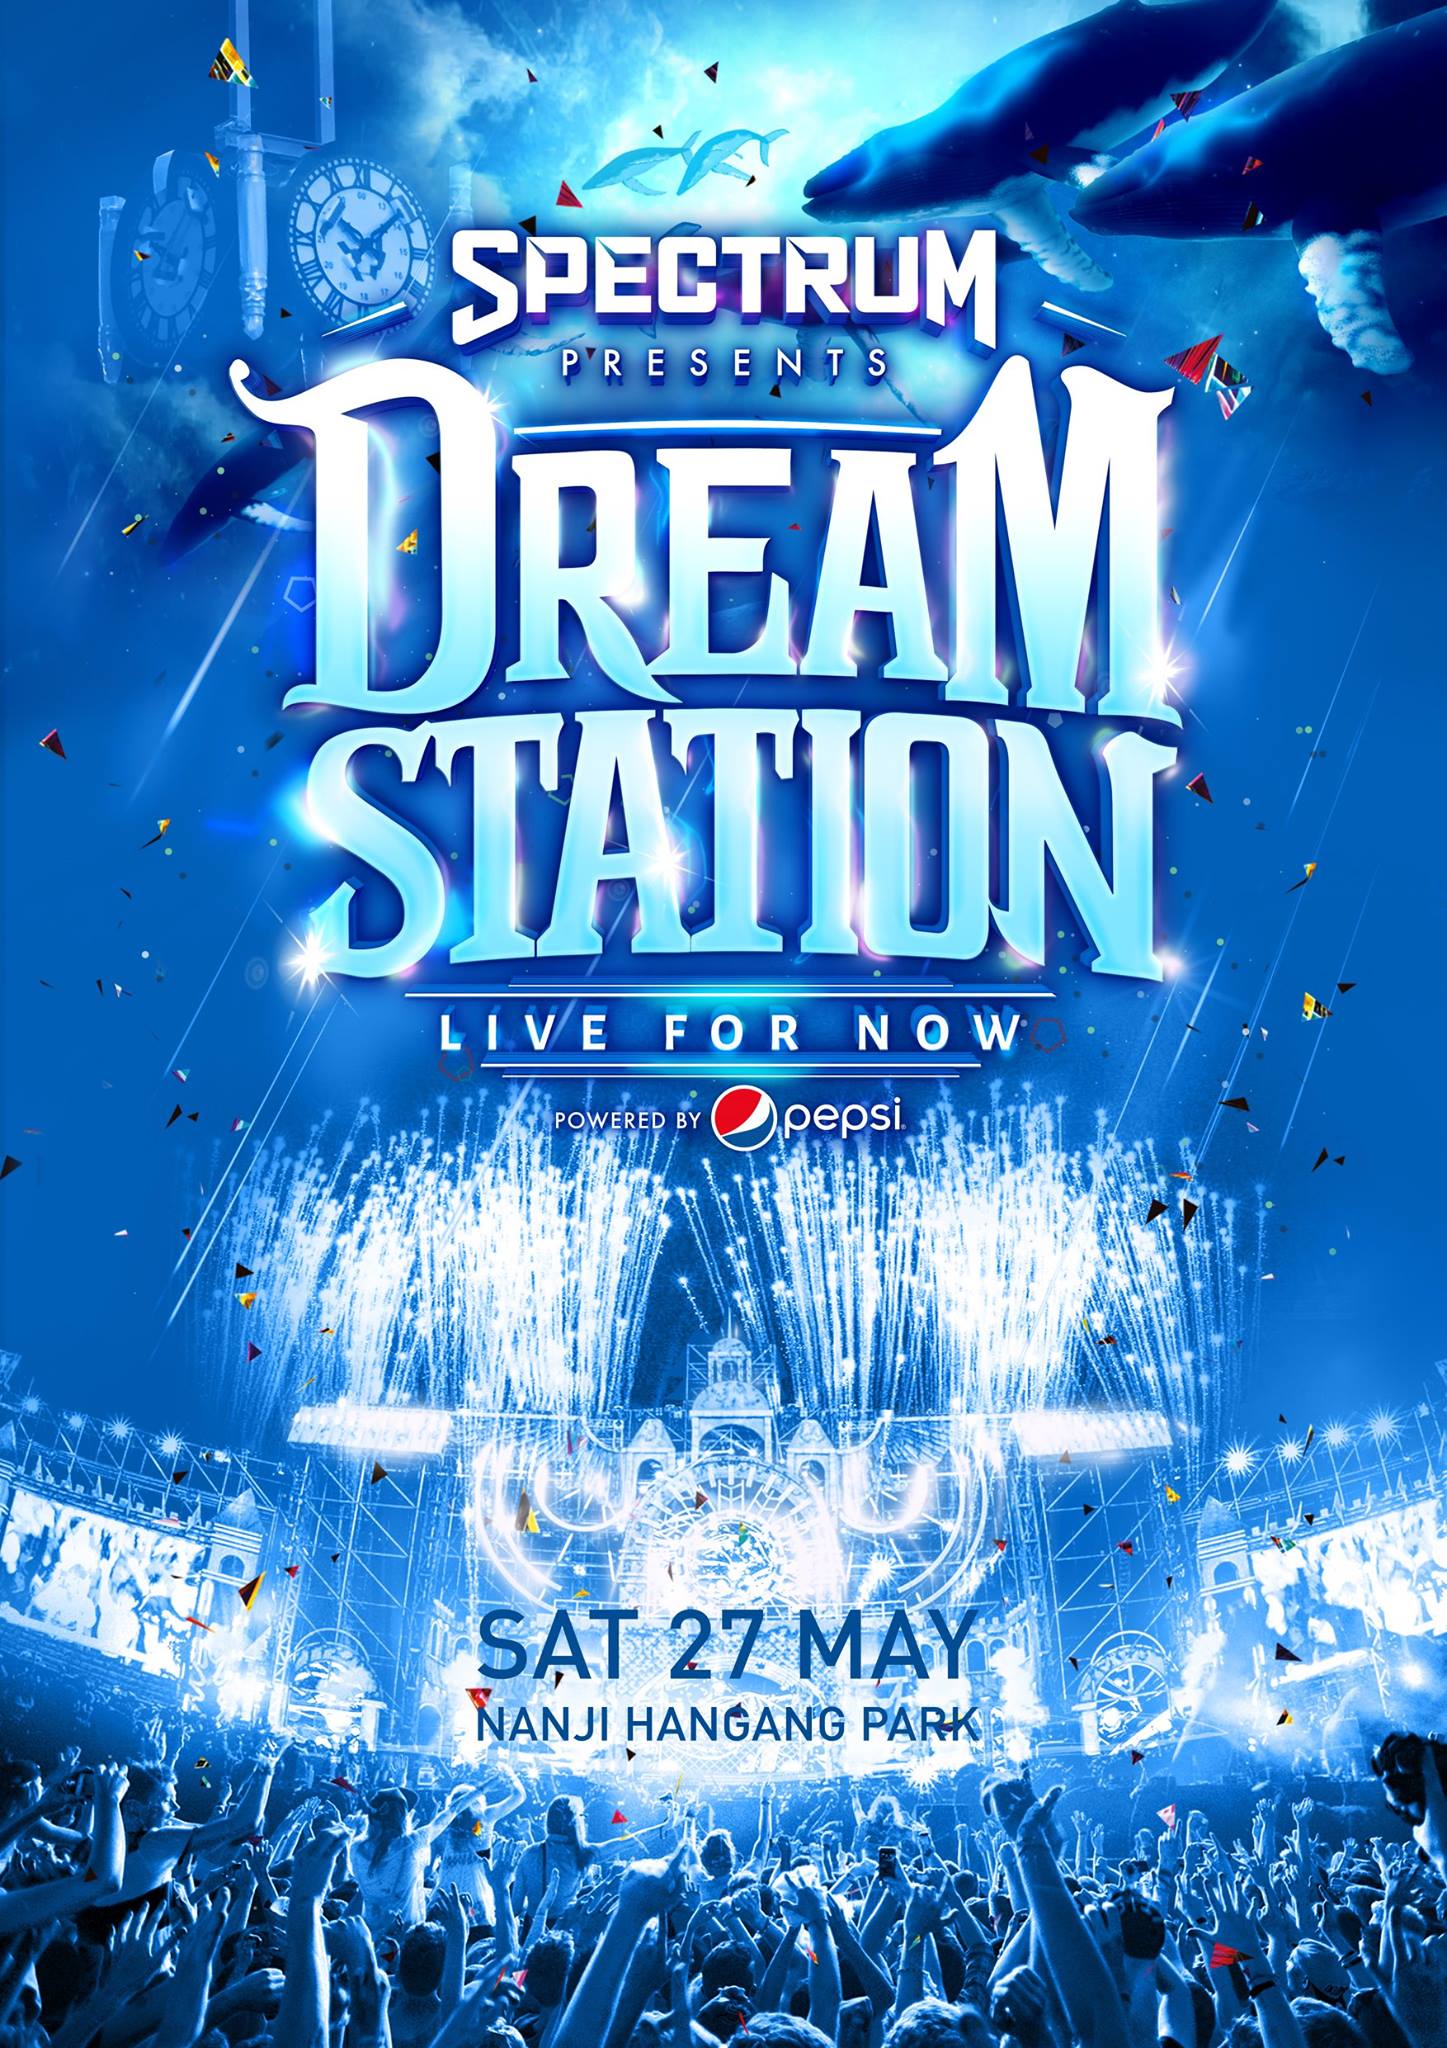 SPECTRUM
PRESENTS
DREAM
STATION
LIVE FOR NOW
POWERED BY pepsi
SAT 27 MAY
NANJI HANGANG PARK